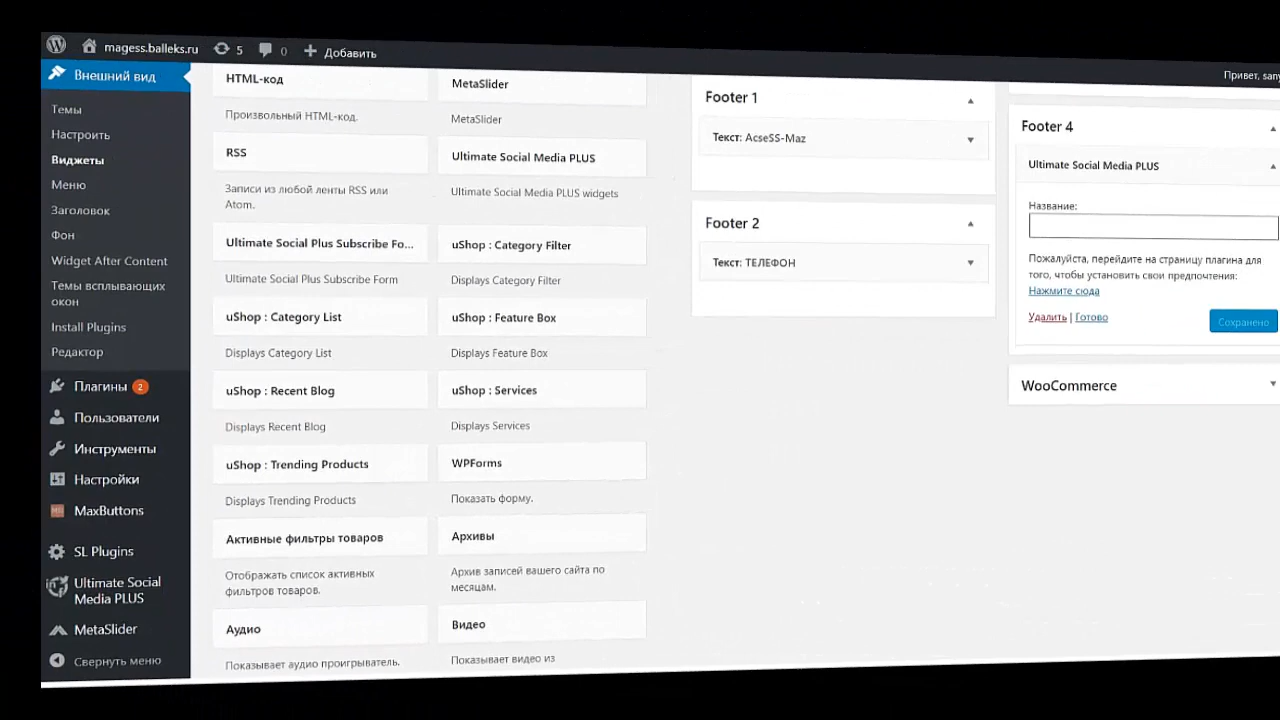 magess.balleks.ru 5 0 Добавить
Привет, sany
Внешний вид
Темы
Настроить
Виджеты
Меню
Заголовок
Фон
Widget After Content
Темы всплывающих
окон
Install Plugins
Редактор
Плагины 2
Пользователи
Инструменты
Настройки
MaxButtons
SL Plugins
Ultimate Social
Media PLUS
MetaSlider
Свернуть меню
HTML-код
Произвольный HTML-код.
RSS
Записи из любой ленты RSS или
Atom.
Ultimate Social Plus Subscribe Fo...
Ultimate Social Plus Subscribe Form
uShop : Category List
Displays Category List
uShop : Recent Blog
Displays Recent Blog
uShop : Trending Products
Displays Trending Products
Активные фильтры товаров
Отображать список активных
фильтров товаров.
Аудио
Показывает аудио проигрыватель.
MetaSlider
MetaSlider
Ultimate Social Media PLUS
Ultimate Social Media PLUS widgets
uShop : Category Filter
Displays Category Filter
uShop : Feature Box
Displays Feature Box
uShop : Services
Displays Services
WPForms
Показать форму.
Архивы
Архив записей вашего сайта по
месяцам.
Видео
Показывает видео из
Footer 1
Текст: AcseSS-Maz
Footer 2
Текст: ТЕЛЕФОН
Footer 4
Ultimate Social Media PLUS
Название:
Пожалуйста, перейдите на страницу плагина для
того, чтобы установить свои предпочтения:
Нажмите сюда
Удалить | Готово
Сохранено
WooCommerce